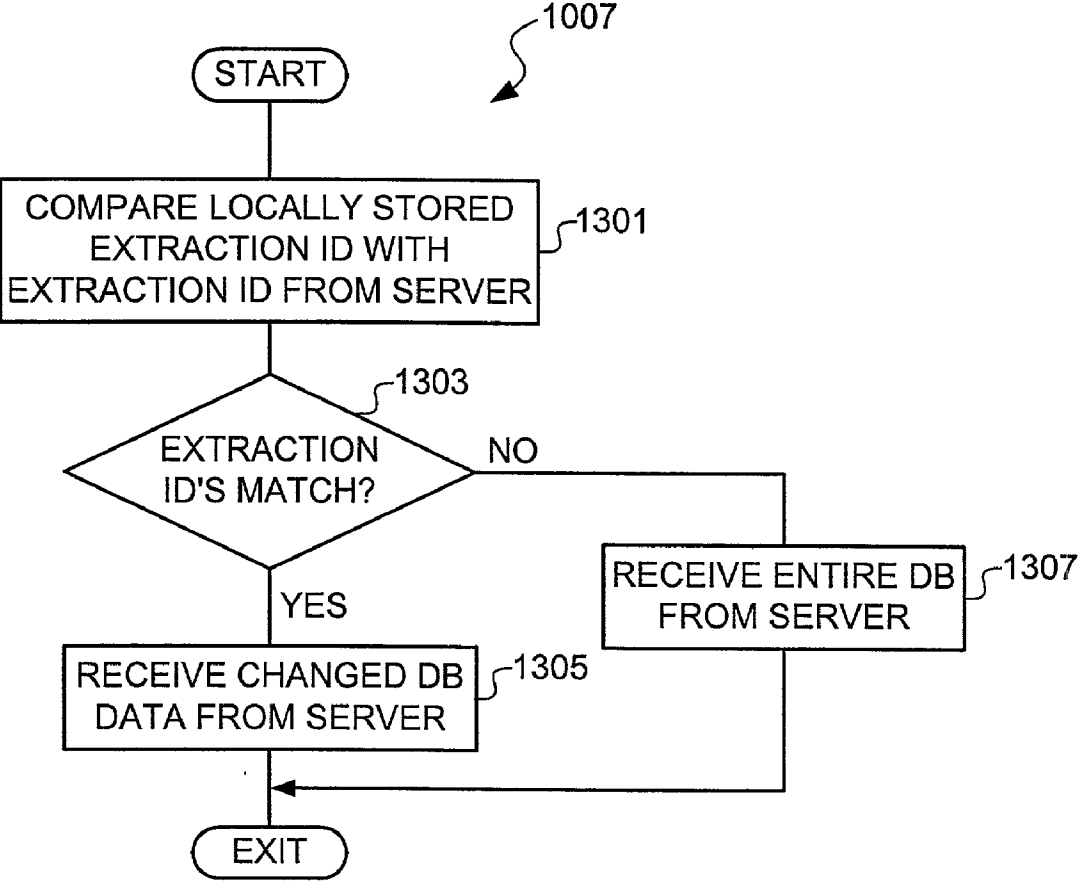 1007
START
COMPARE LOCALLY STORED
EXTRACTION ID WITH
EXTRACTION ID FROM SERVER
1301
1303
EXTRACTION
ID'S MATCH?
NO
YES
RECEIVE ENTIRE DB
FROM SERVER
1307
RECEIVE CHANGED DB
DATA FROM SERVER
1305
EXIT